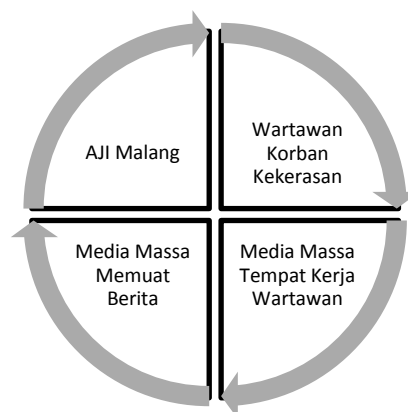 AJI Malang
Wartawan
Korban
Kekerasan
Media Massa
Memuat
Berita
Media Massa
Tempat Kerja
Wartawan